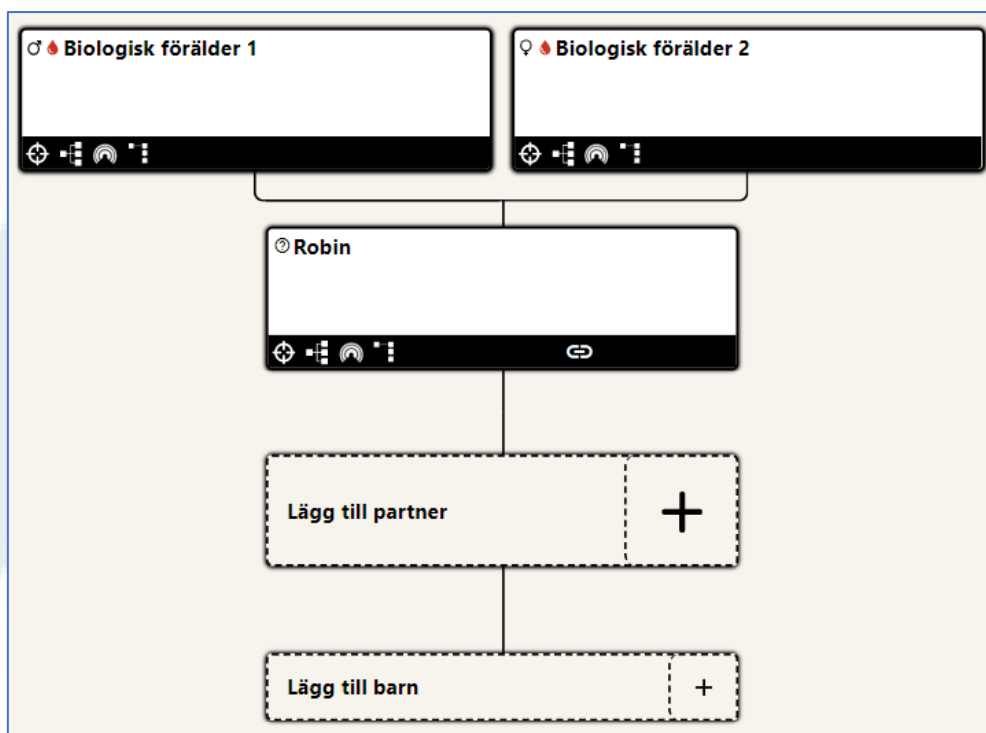 Biologisk förälder 1
Biologisk förälder 2
Robin
Lägg till partner
Lägg till barn